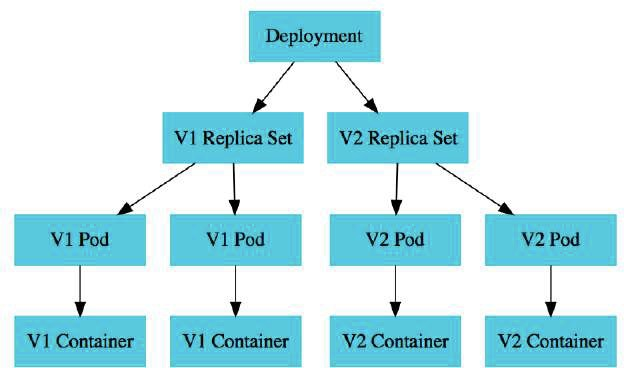 Deployment
V1 Replica Set
V2 Replica Set
V1 Pod
V1 Pod
V2 Pod
V2 Pod
V1 Container
V1 Container
V2 Container
V2 Container